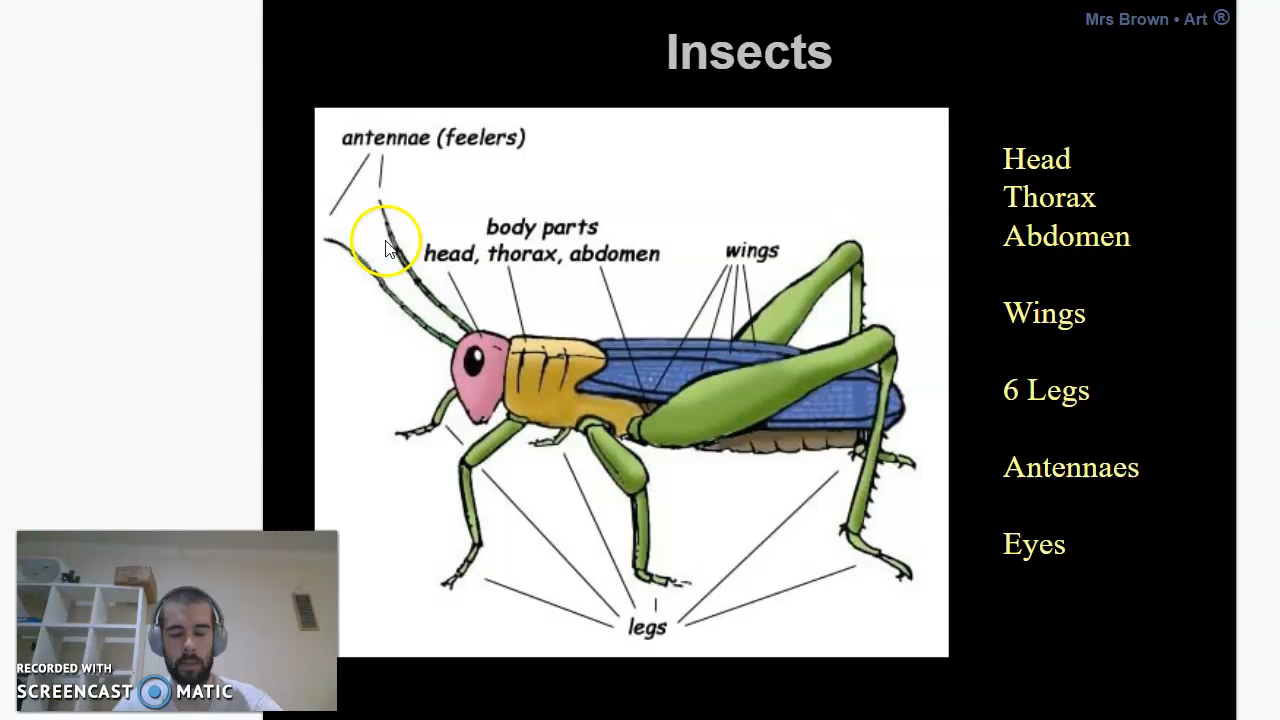 Mrs Brown • Art ®
Insects
antennae (feelers)
body parts
head, thorax, abdomen
wings
legs
Head
Thorax
Abdomen
Wings
6 Legs
Antennaes
Eyes
RECORDED WITH
SCREENCAST MATIC